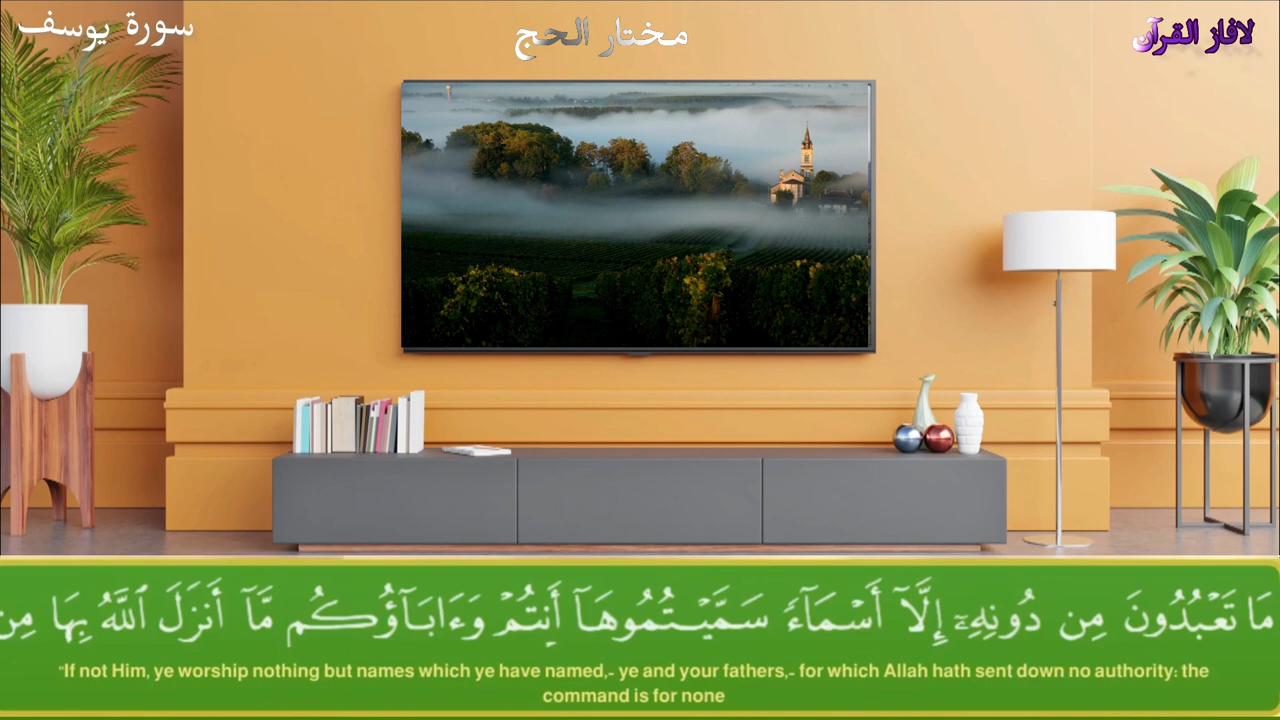 سورة يوسف
مختار الحج
لافاز القرآن
مَا تَعْبُدُونَ مِن دُونِهِۦٓ إِلَّآ أَسْمَآءً سَمَّيْتُمُوهَآ أَنتُمْ وَءَابَآؤُكُم مَّآ أَنزَلَ ٱللَّهُ بِهَا مِن
"If not Him, ye worship nothing but names which ye have named,- ye and your fathers,- for which Allah hath sent down no authority: the
command is for none